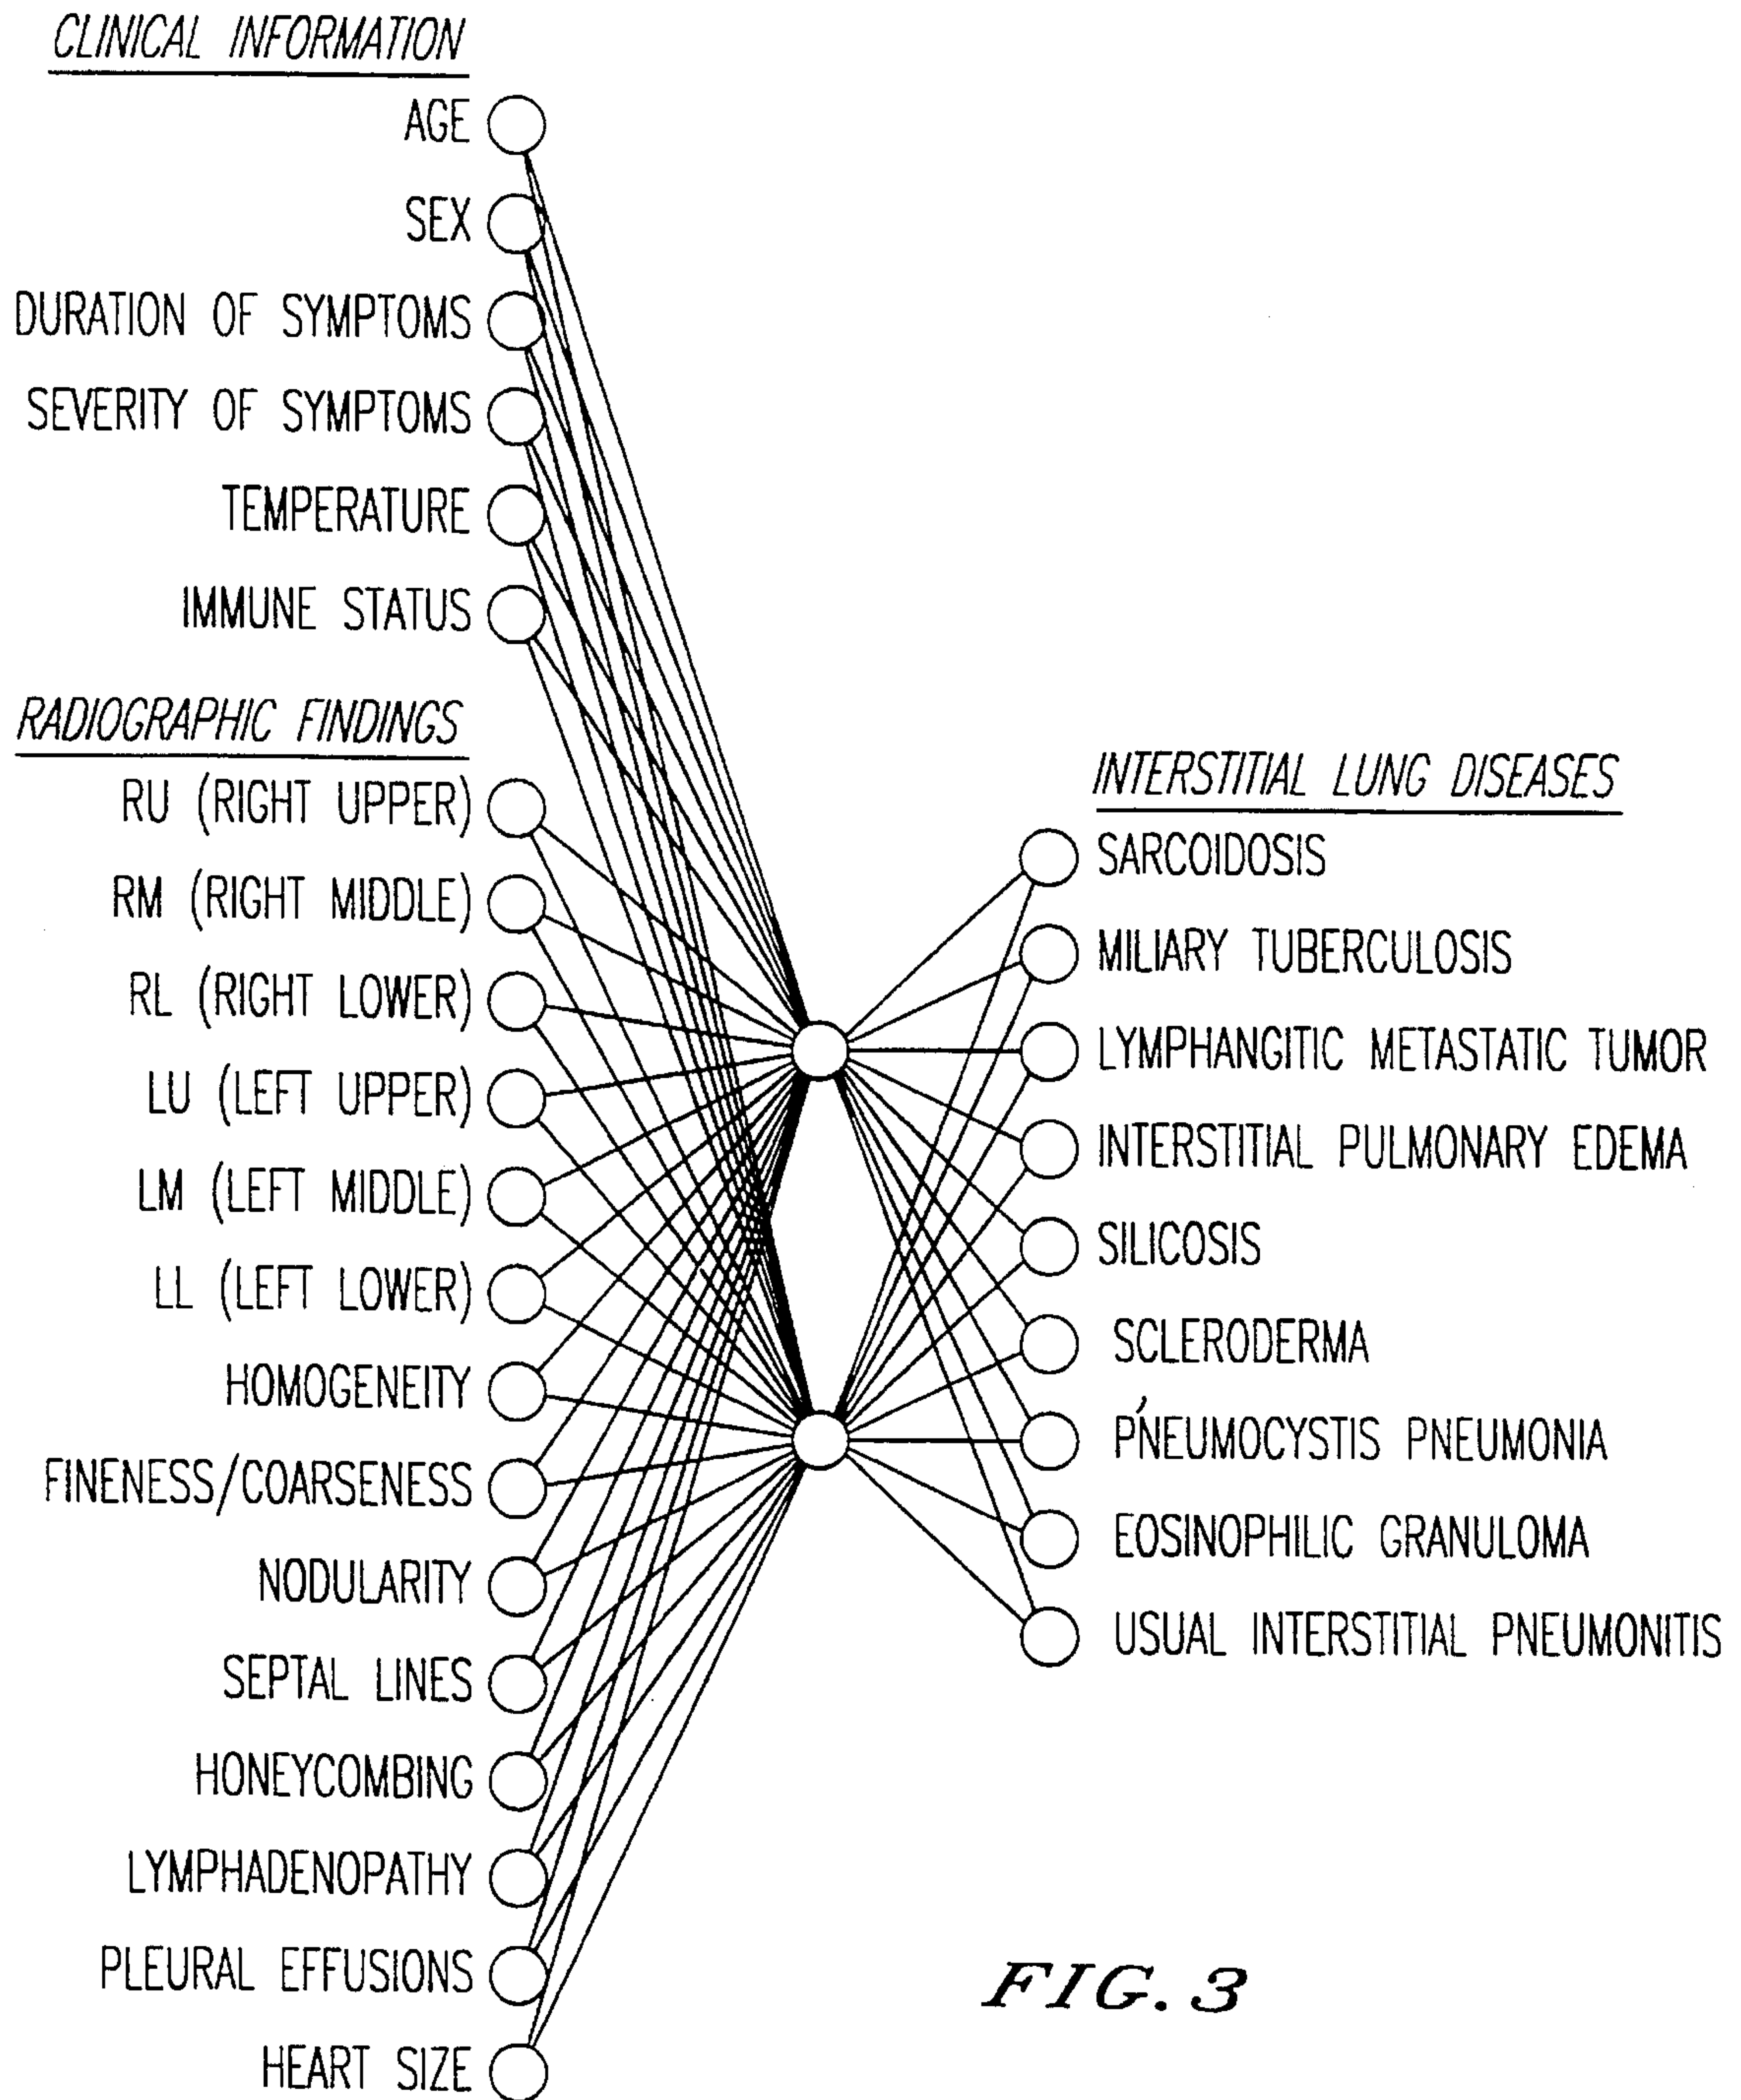 CLINICAL INFORMATION
AGE
SEX
DURATION OF SYMPTOMS
SEVERITY OF SYMPTOMS
TEMPERATURE
IMMUNE STATUS
RADIOGRAPHIC FINDINGS
RU (RIGHT UPPER)
RM (RIGHT MIDDLE)
RL (RIGHT LOWER)
LU (LEFT UPPER)
LM (LEFT MIDDLE)
LL (LEFT LOWER)
HOMOGENEITY
FINENESS/COARSENESS
NODULARITY
SEPTAL LINES
HONEYCOMBING
LYMPHADENOPATHY
PLEURAL EFFUSIONS
HEART SIZE
INTERSTITIAL LUNG DISEASES
SARCOIDOSIS
MILIARY TUBERCULOSIS
LYMPHANGITIC METASTATIC TUMOR
INTERSTITIAL PULMONARY EDEMA
SILICOSIS
SCLERODERMA
PNEUMOCYSTIS PNEUMONIA
EOSINOPHILIC GRANULOMA
USUAL INTERSTITIAL PNEUMONITIS
FIG. 3